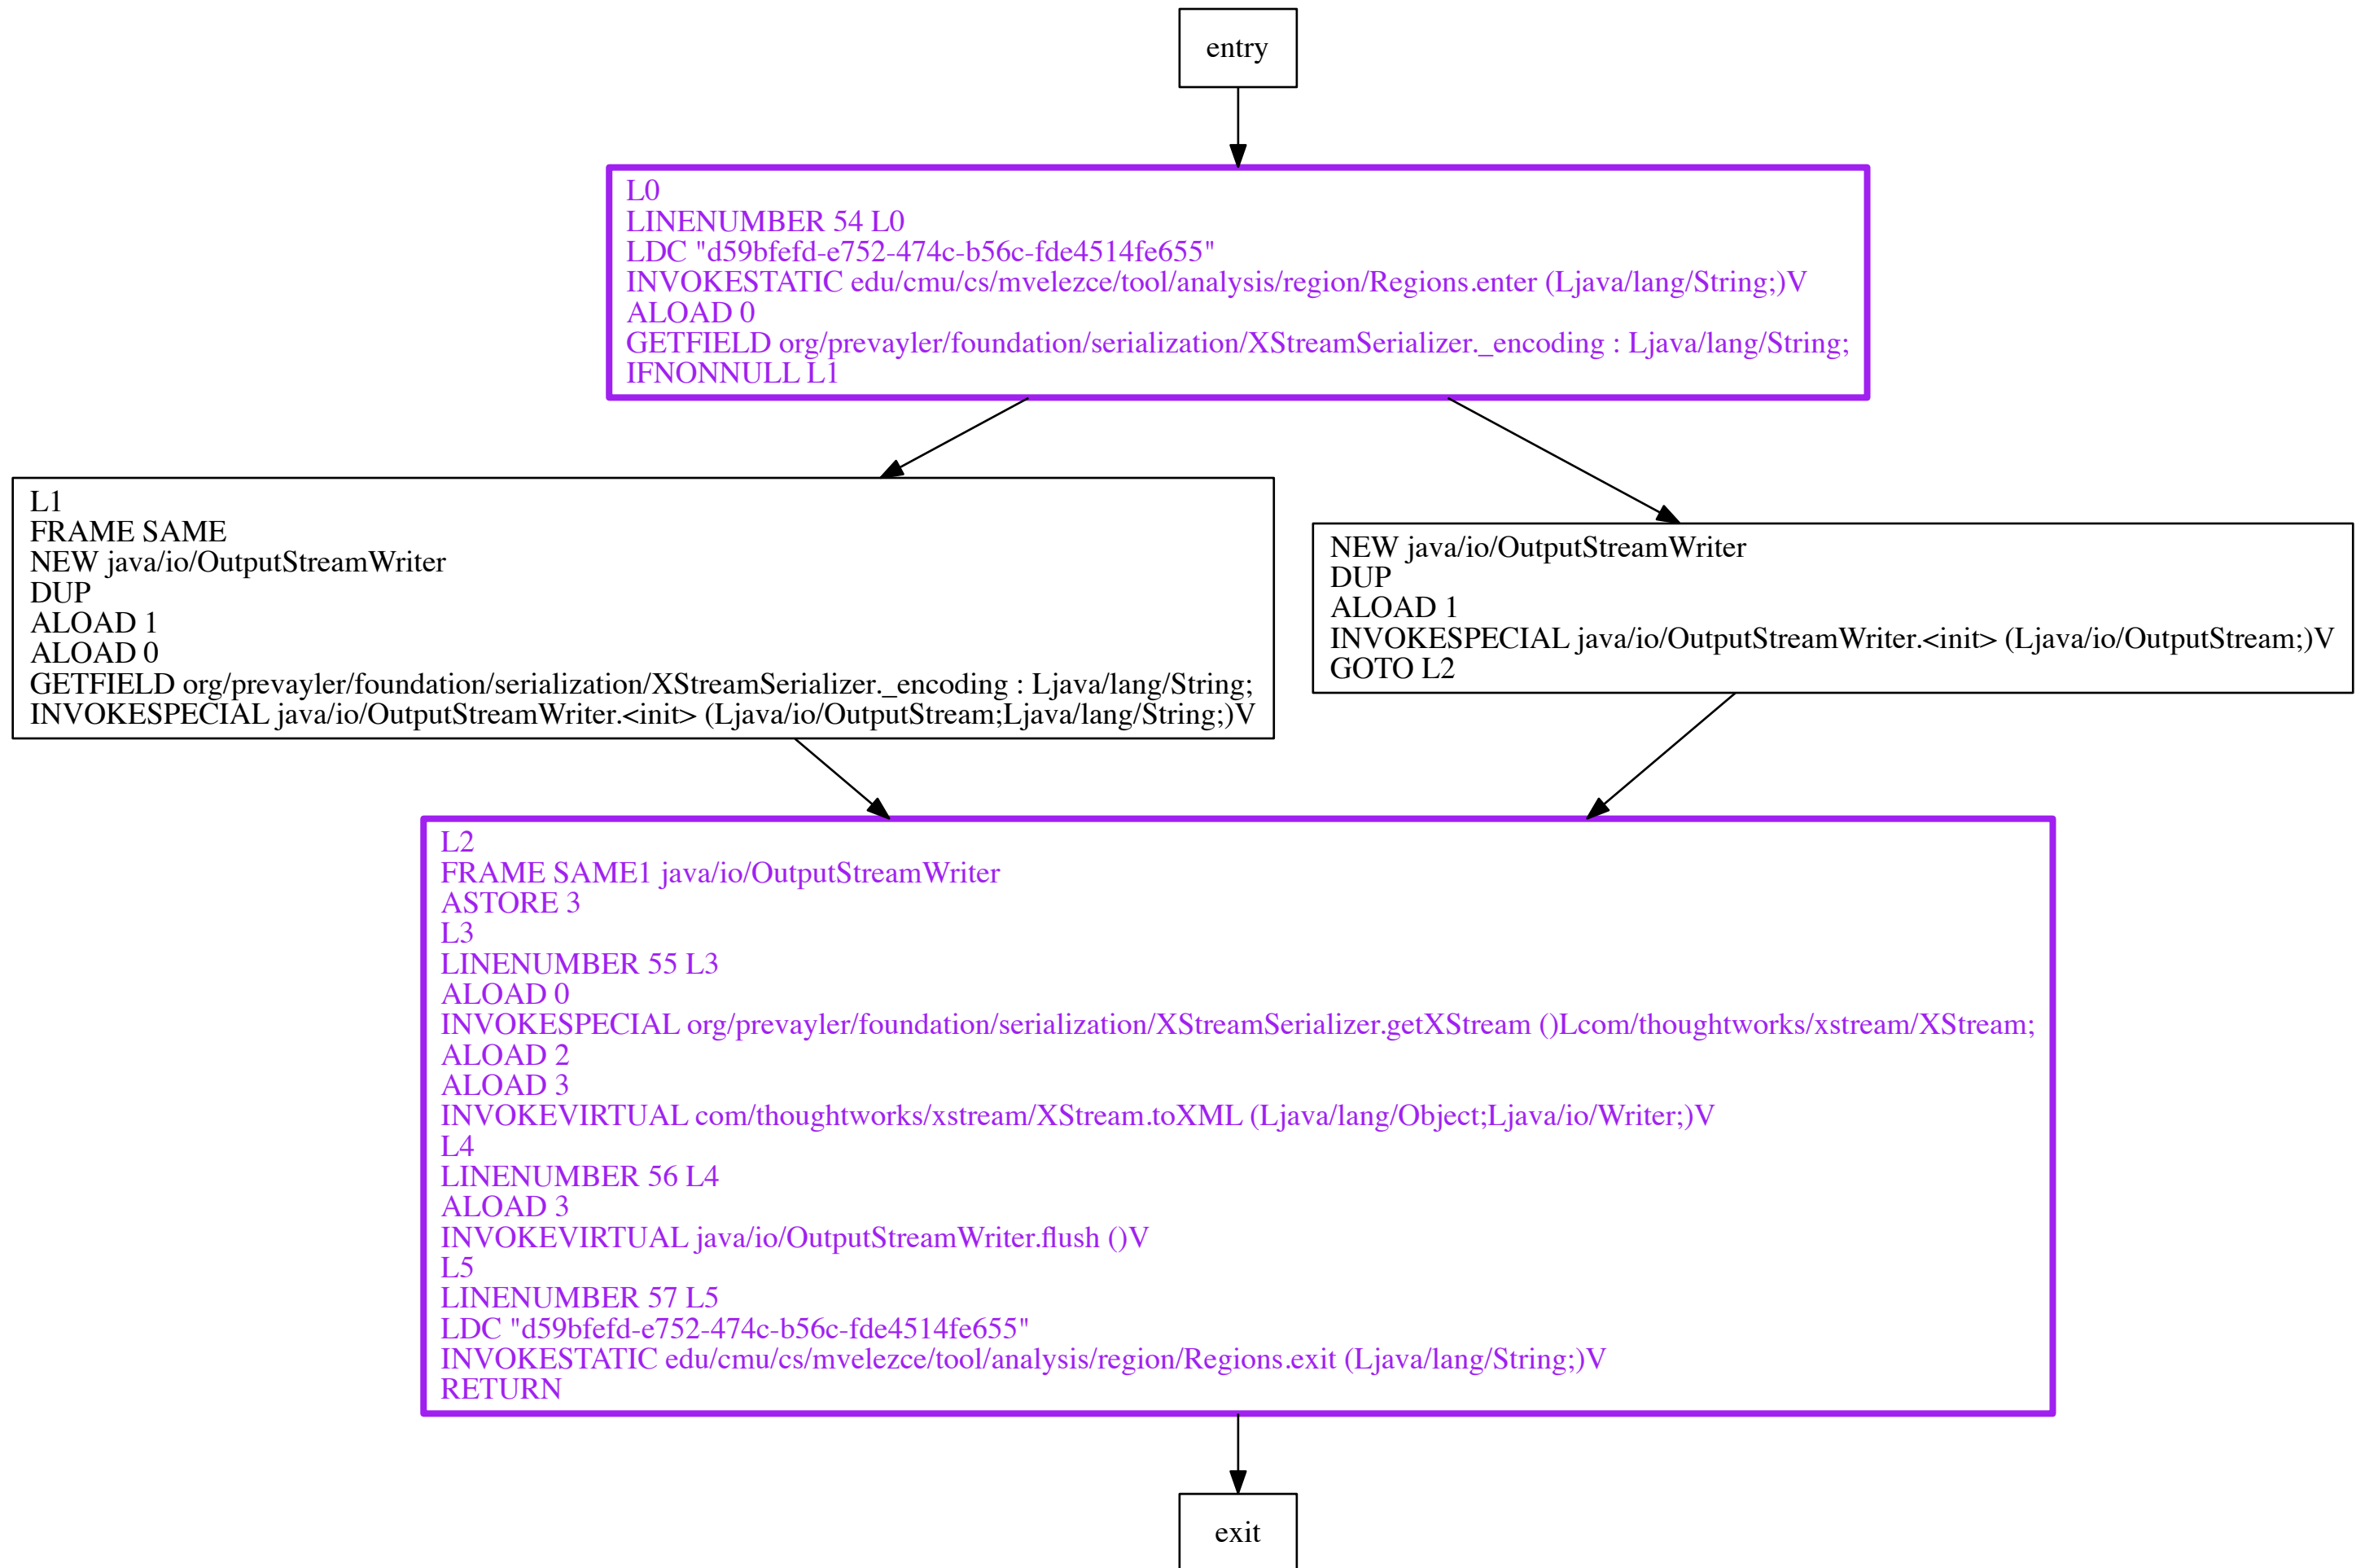 entry
L0
LINENUMBER 54 L0
LDC "d59bfefd-e752-474c-b56c-fde4514fe655"
INVOKESTATIC edu/cmu/cs/mvelezce/tool/analysis/region/Regions.enter (Ljava/lang/String;)V
ALOAD 0
GETFIELD org/prevayler/foundation/serialization/XStreamSerializer._encoding : Ljava/lang/String;
IFNONNULL L1
L1
FRAME SAME
NEW java/io/OutputStreamWriter
DUP
ALOAD 1
ALOAD 0
GETFIELD org/prevayler/foundation/serialization/XStreamSerializer._encoding : Ljava/lang/String;
INVOKESPECIAL java/io/OutputStreamWriter.<init> (Ljava/io/OutputStream;Ljava/lang/String;)V
NEW java/io/OutputStreamWriter
DUP
ALOAD 1
INVOKESPECIAL java/io/OutputStreamWriter.<init> (Ljava/io/OutputStream;)V
GOTO L2
L2
FRAME SAME1 java/io/OutputStreamWriter
ASTORE 3
L3
LINENUMBER 55 L3
ALOAD 0
INVOKESPECIAL org/prevayler/foundation/serialization/XStreamSerializer.getXStream ()Lcom/thoughtworks/xstream/XStream;
ALOAD 2
ALOAD 3
INVOKEVIRTUAL com/thoughtworks/xstream/XStream.toXML (Ljava/lang/Object;Ljava/io/Writer;)V
L4
LINENUMBER 56 L4
ALOAD 3
INVOKEVIRTUAL java/io/OutputStreamWriter.flush ()V
L5
LINENUMBER 57 L5
LDC "d59bfefd-e752-474c-b56c-fde4514fe655"
INVOKESTATIC edu/cmu/cs/mvelezce/tool/analysis/region/Regions.exit (Ljava/lang/String;)V
RETURN
exit